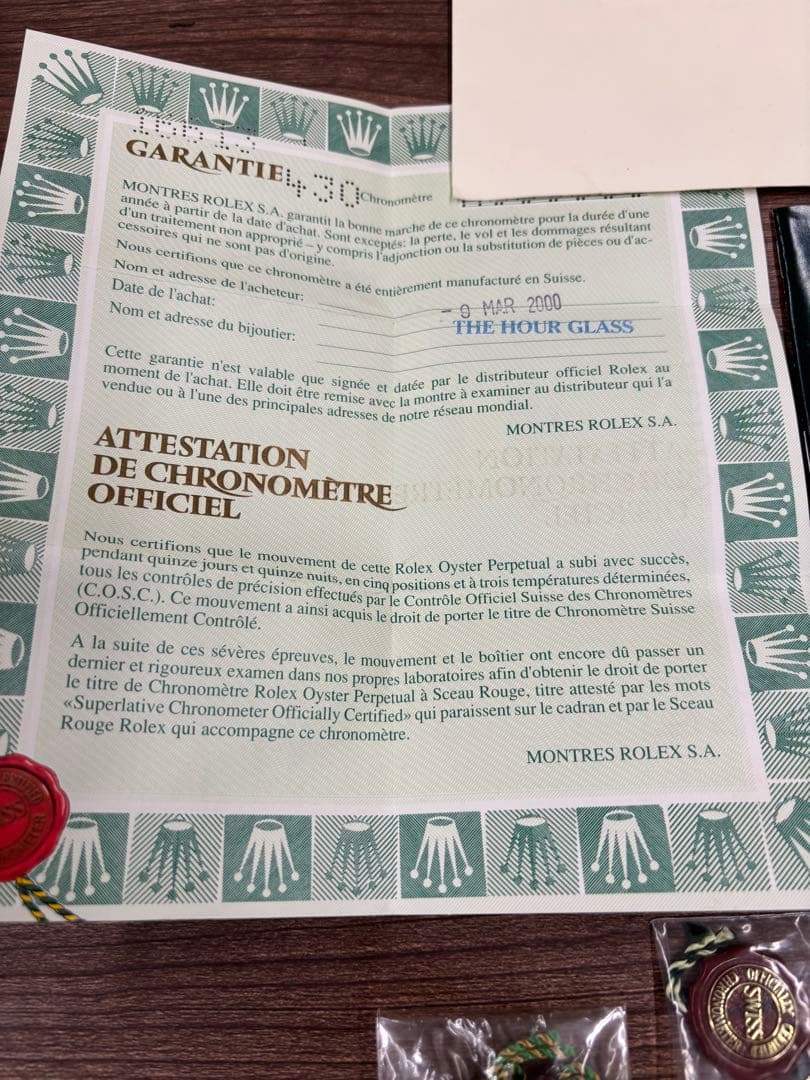 16613
GARANTIE
430
Chronomètre
MONTRES ROLEX S.A. garantit la bonne marche de ce chronomètre pour la durée d'une
année à partir de la date d'achat. Sont exceptés: la perte, le vol et les dommages résultant
d'un traitement non approprié – y compris l'adjonction ou la substitution de pièces ou d'ac-
cessoires qui ne sont pas d'origine.
Nous certifions que ce chronomètre a été entièrement manufacturé en Suisse.
Nom et adresse de l'acheteur:
Date de l'achat:
MAR 2000
Nom et adresse du bijoutier:
THE HOUR GLASS
Cette garantie n'est valable que signée et datée par le distributeur officiel Rolex au
moment de l'achat. Elle doit être remise avec la montre à examiner au distributeur qui l'a
vendue ou à l'une des principales adresses de notre réseau mondial.
MONTRES ROLEX S.A.
ATTESTATION
DE CHRONOMÈTRE
OFFICIEL
Nous certifions que le mouvement de cette Rolex Oyster Perpetual a subi avec succès,
pendant quinze jours et quinze nuits, en cinq positions et à trois températures déterminées,
tous les contrôles de précision effectués par le Contrôle Officiel Suisse des Chronomètres
(C.O.S.C.). Ce mouvement a ainsi acquis le droit de porter le titre de Chronomètre Suisse
Officiellement Contrôlé.
A la suite de ces sévères épreuves, le mouvement et le boîtier ont encore dû passer un
dernier et rigoureux examen dans nos propres laboratoires afin d'obtenir le droit de porter
le titre de Chronomètre Rolex Oyster Perpetual à Sceau Rouge, titre attesté par les mots
«Superlative Chronometer Officially Certified» qui paraissent sur le cadran et par le Sceau
Rouge Rolex qui accompagne ce chronomètre.
MONTRES ROLEX S.A.
OFFICIALLY
CERTIFIED
SWISS